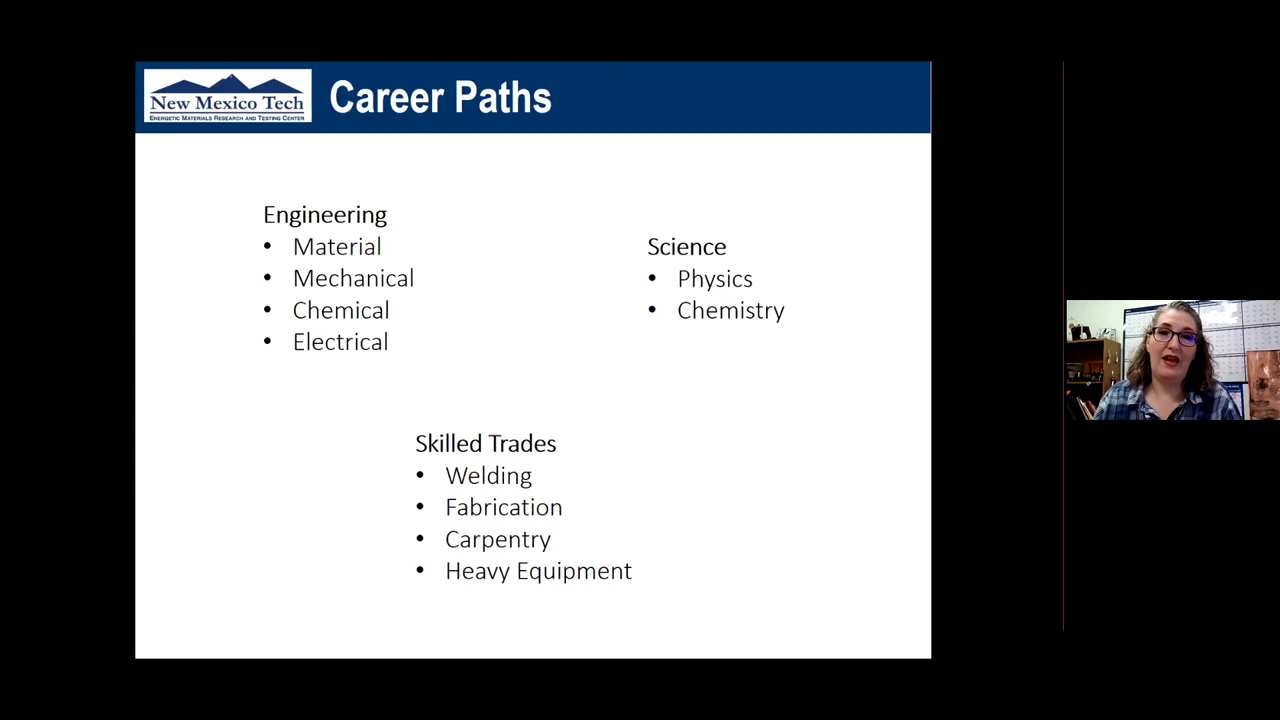 New Mexico Tech
ENERGETIC MATERIALS RESEARCH AND TESTING CENTER
Career Paths
Engineering
• Material
• Mechanical
• Chemical
• Electrical
Science
• Physics
• Chemistry
Skilled Trades
• Welding
• Fabrication
• Carpentry
• Heavy Equipment